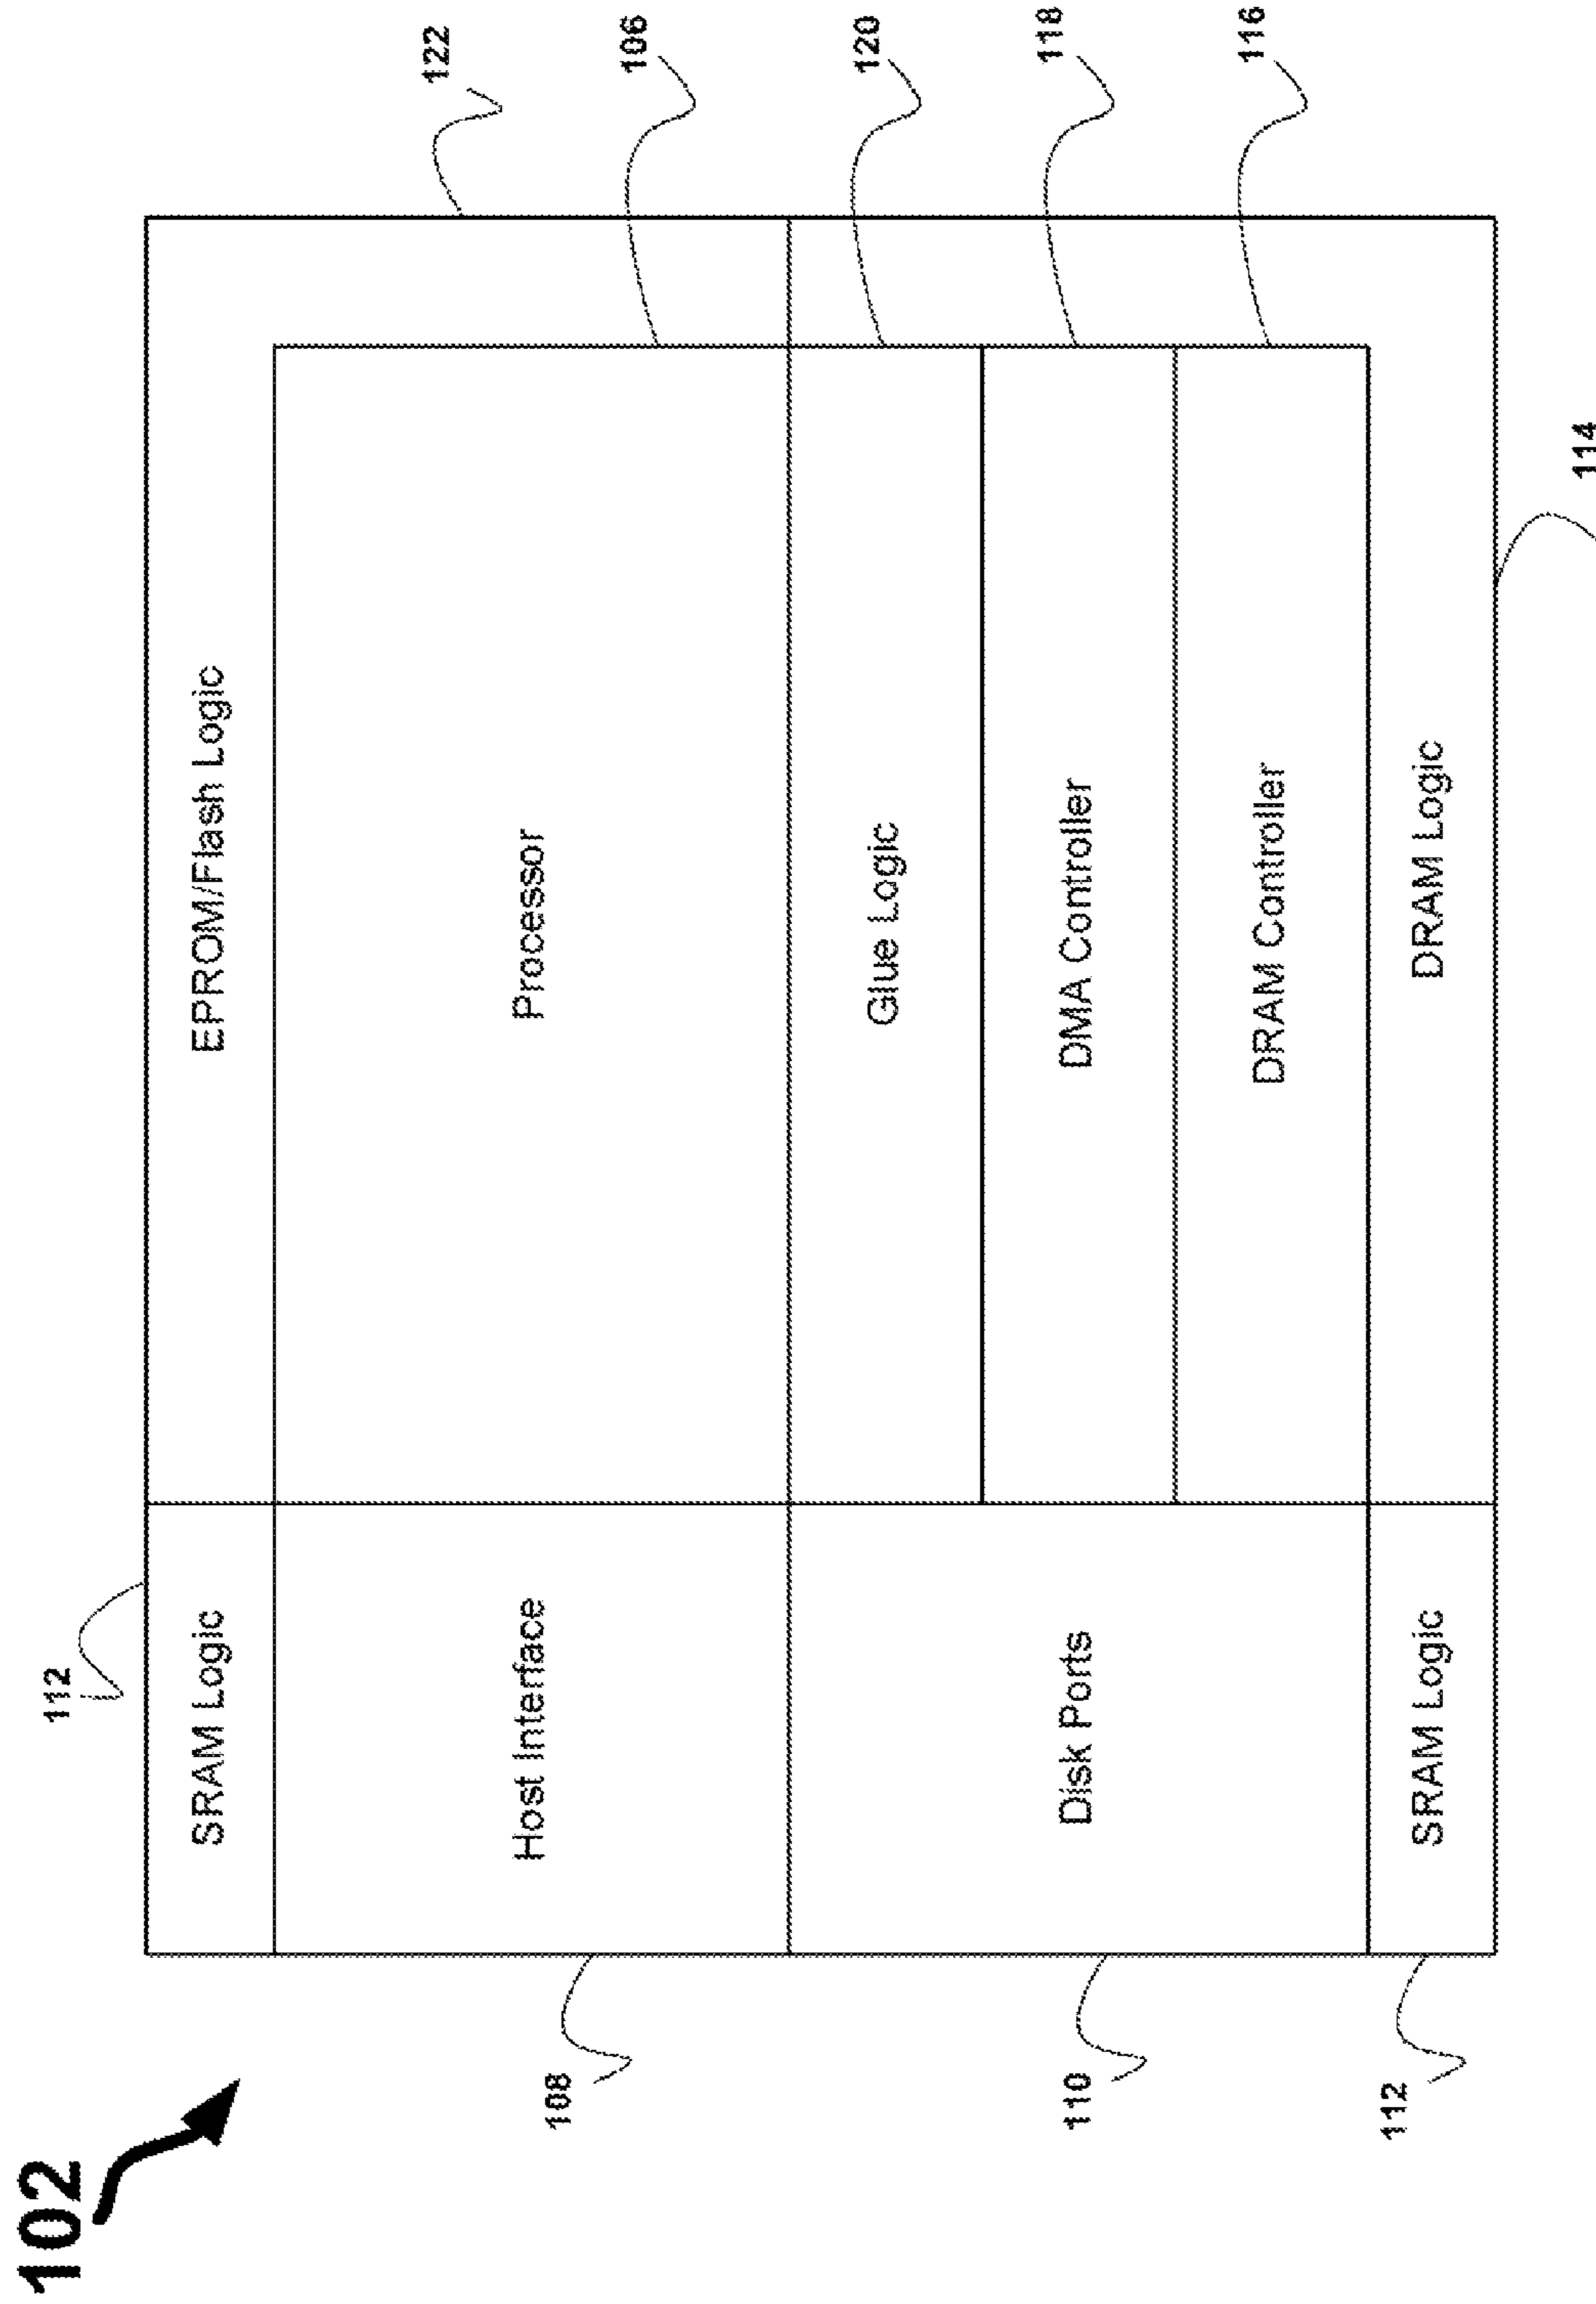 102
112
SRAM Logic
EPROM/Flash Logic
122
108
Host Interface
Processor
106
110
Disk Ports
Glue Logic
120
DMA Controller
118
DRAM Controller
116
112
SRAM Logic
DRAM Logic
114